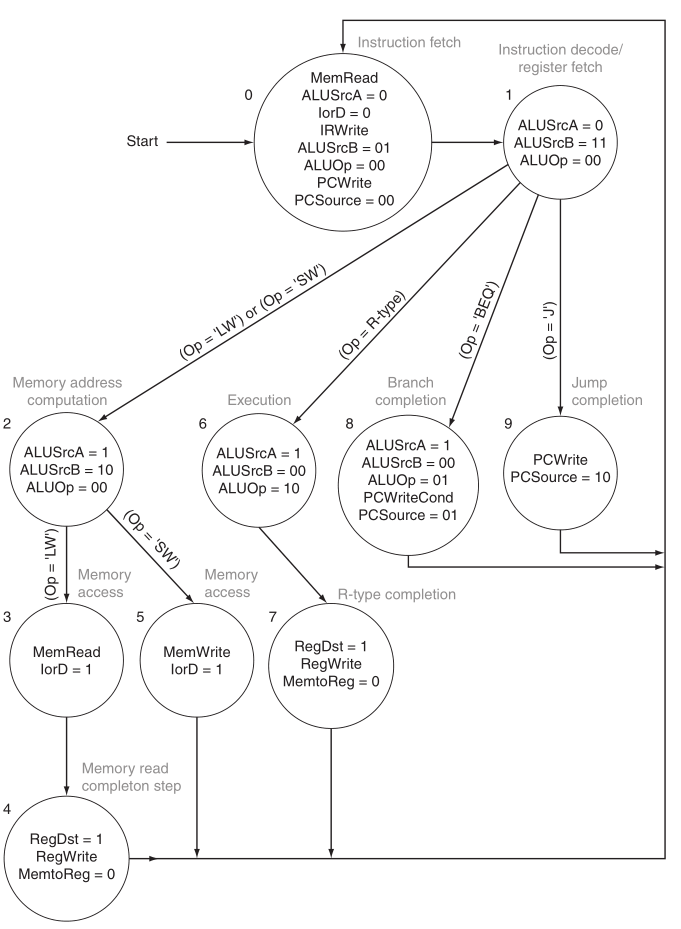 Instruction fetch
Instruction decode/
register fetch
0
MemRead
ALUSrcA = 0
IorD = 0
IRWrite
ALUSrcB = 01
ALUOp = 00
PCWrite
PCSource = 00
1
ALUSrcA = 0
ALUSrcB = 11
ALUOp = 00
Start
(Op = 'LW') or (Op = 'SW')
(Op = R-type)
(Op = 'BEQ')
(Op = 'J')
Memory address
computation
2
ALUSrcA = 1
ALUSrcB = 10
ALUOp = 00
Execution
6
ALUSrcA = 1
ALUSrcB = 00
ALUOp = 10
Branch
completion
8
ALUSrcA = 1
ALUSrcB = 00
ALUOp = 01
PCWriteCond
PCSource = 01
Jump
completion
9
PCWrite
PCSource = 10
(Op = 'LW')
(Op = 'SW')
Memory
access
3
MemRead
IorD = 1
Memory
access
5
MemWrite
IorD = 1
R-type completion
7
RegDst = 1
RegWrite
MemtoReg = 0
Memory read
completon step
4
RegDst = 1
RegWrite
MemtoReg = 0